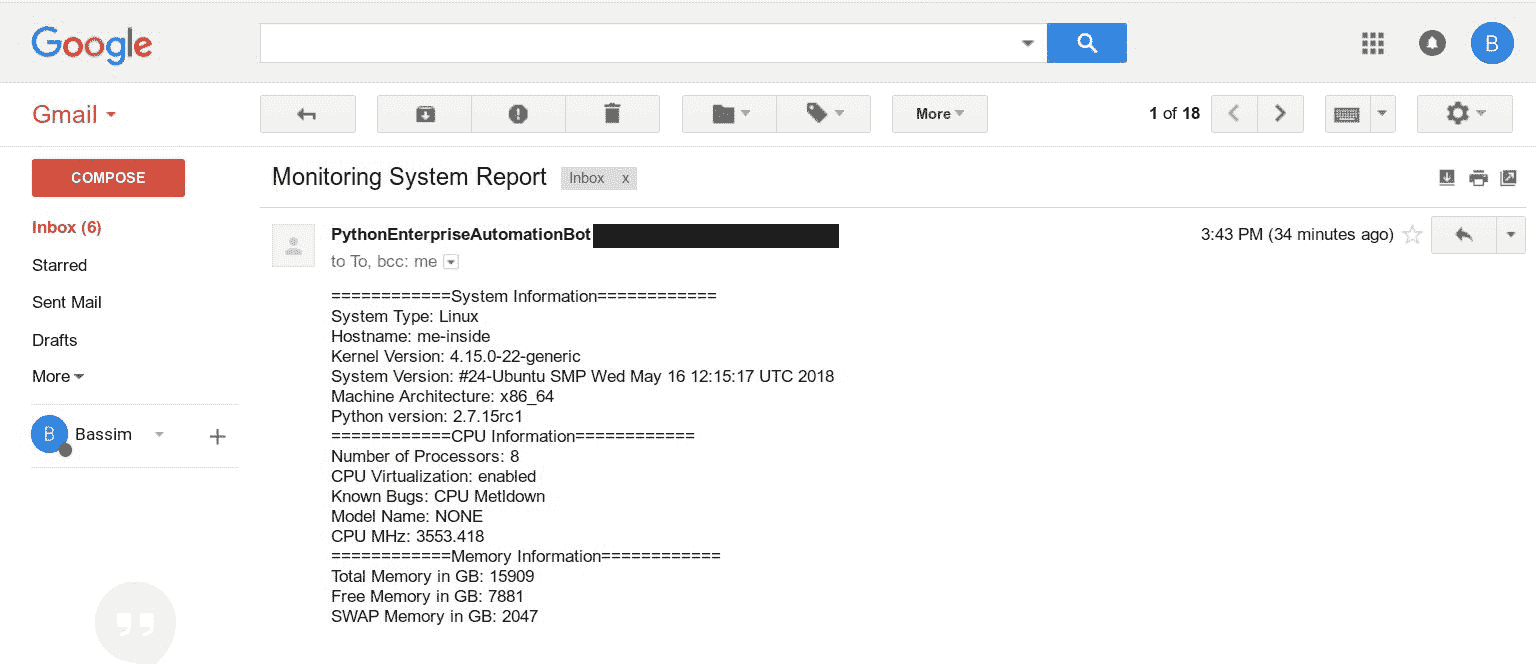 Google
B
Gmail
More
1 of 18
COMPOSE
Monitoring System Report Inbox x
Inbox (6)
PythonEnterpriseAutomationBot
3:43 PM (34 minutes ago)
to To, bcc: me
Starred
Sent Mail
Drafts
More
B Bassim
============System Information============
System Type: Linux
Hostname: me-inside
Kernel Version: 4.15.0-22-generic
System Version: #24-Ubuntu SMP Wed May 16 12:15:17 UTC 2018
Machine Architecture: x86_64
Python version: 2.7.15rc1
============CPU Information============
Number of Processors: 8
CPU Virtualization: enabled
Known Bugs: CPU Metldown
Model Name: NONE
CPU MHz: 3553.418
============Memory Information============
Total Memory in GB: 15909
Free Memory in GB: 7881
SWAP Memory in GB: 2047